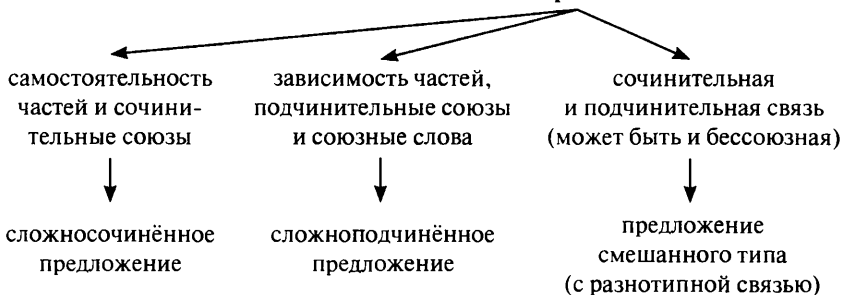 самостоятельность
частей и сочини-
тельные союзы
зависимость частей,
подчинительные союзы
и союзные слова
сочинительная
и подчинительная связь
(может быть и бессоюзная)
сложносочинённое
предложение
сложноподчинённое
предложение
предложение
смешанного типа
(с разнотипной связью)